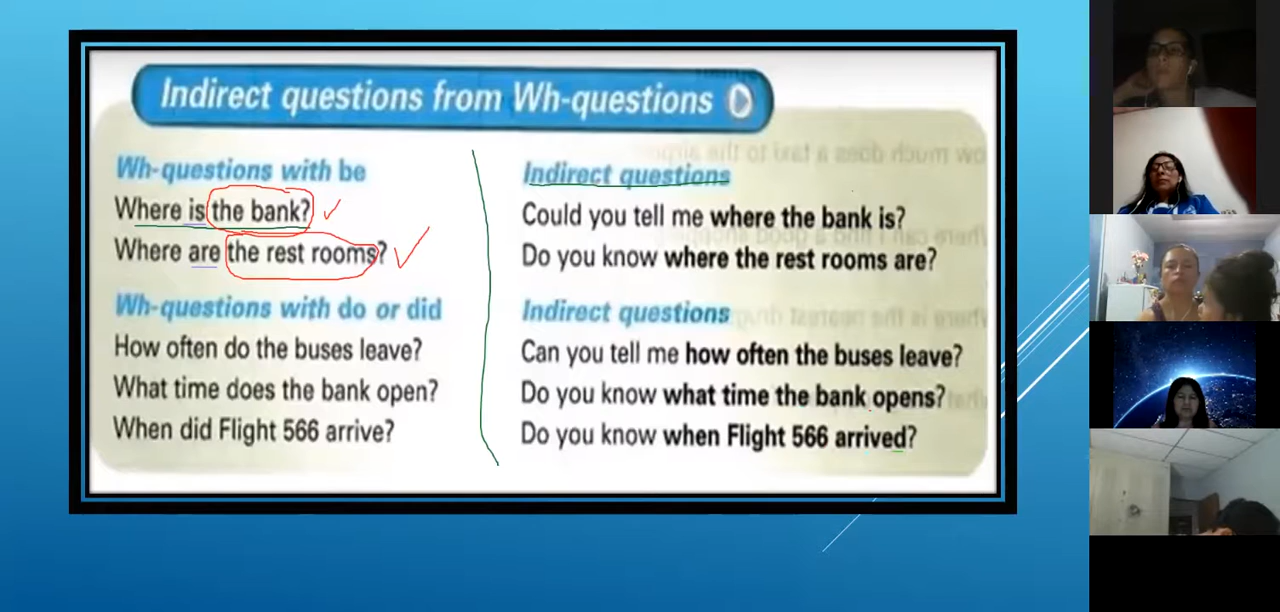 Indirect questions from Wh-questions
Wh-questions with be
Where is the bank?
Where are the rest rooms?
Wh-questions with do or did
How often do the buses leave?
What time does the bank open?
When did Flight 566 arrive?
Indirect questions
Could you tell me where the bank is?
Do you know where the rest rooms are?
Indirect questions
Can you tell me how often the buses leave?
Do you know what time the bank opens?
Do you know when Flight 566 arrived?